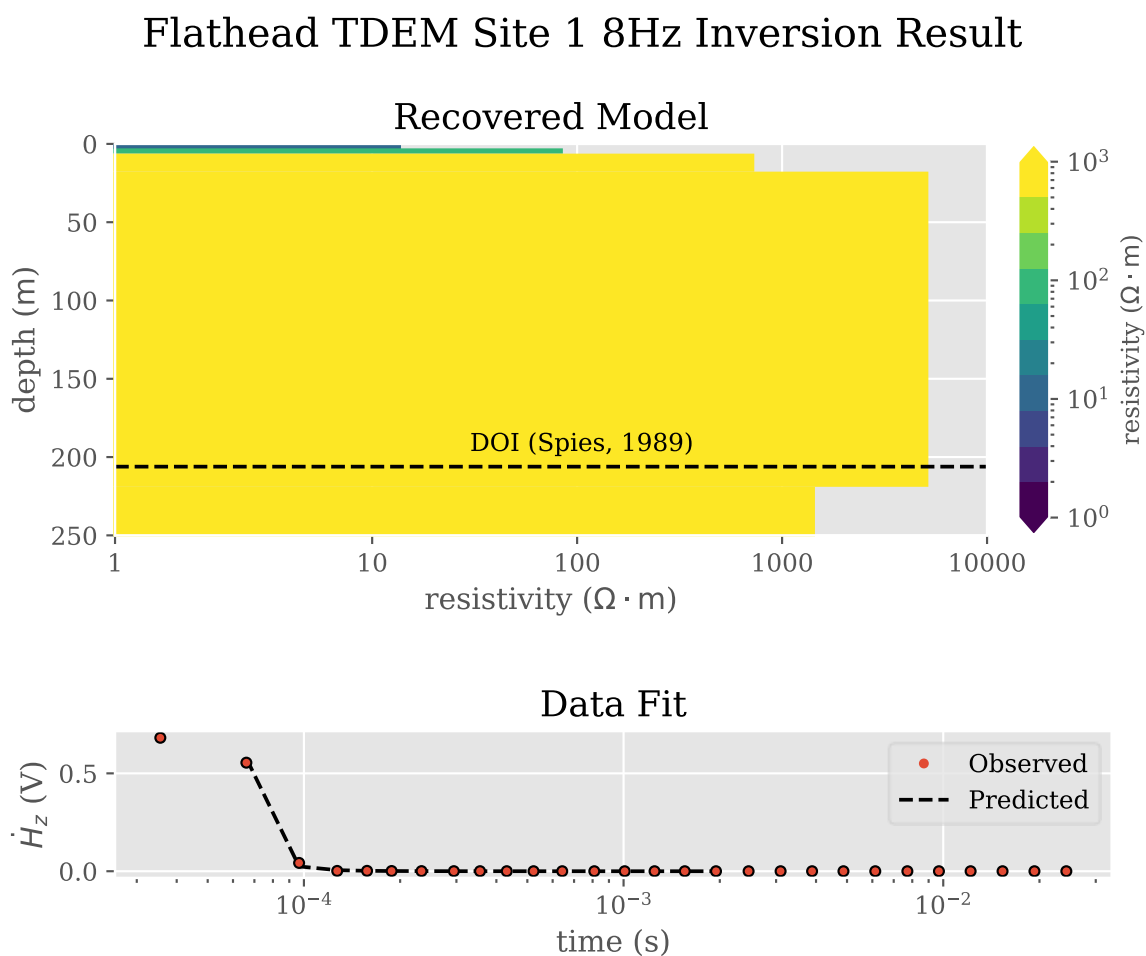 Flathead TDEM Site 1 8Hz Inversion Result
Recovered Model
0
50
100
150
200
250
depth (m)
DOI (Spies, 1989)
1
10
100
1000
10000
resistivity (Ω · m)
10³
10²
10¹
10⁰
resistivity (Ω · m)
Data Fit
0.5
0.0
Ḣ_z (V)
Observed
Predicted
10⁻⁴
10⁻³
10⁻²
time (s)